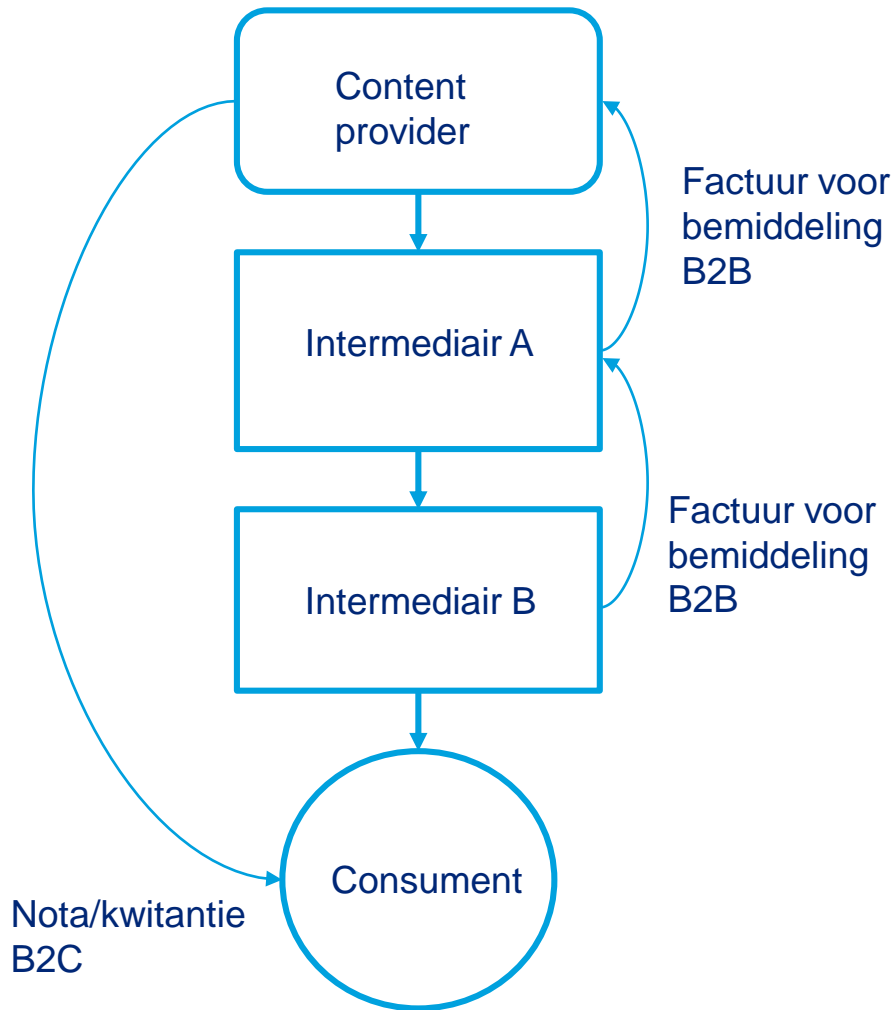 Content
provider
Factuur voor
bemiddeling
B2B
Intermediair A
Factuur voor
bemiddeling
B2B
Intermediair B
Consument
Nota/kwitantie
B2C